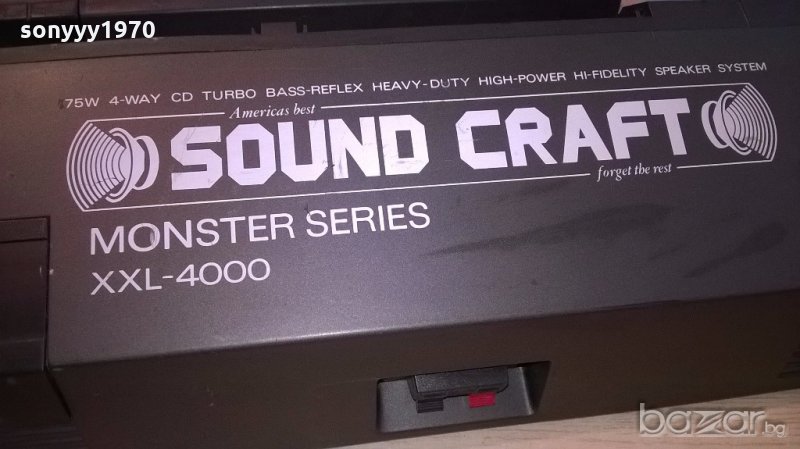 sonyyy1970
75W 4-WAY CD TURBO BASS-REFLEX HEAVY-DUTY HIGH-POWER HI-FIDELITY SPEAKER SYSTEM
Americas best
SOUND CRAFT
forget the rest
MONSTER SERIES
XXL-4000
bazar.bg